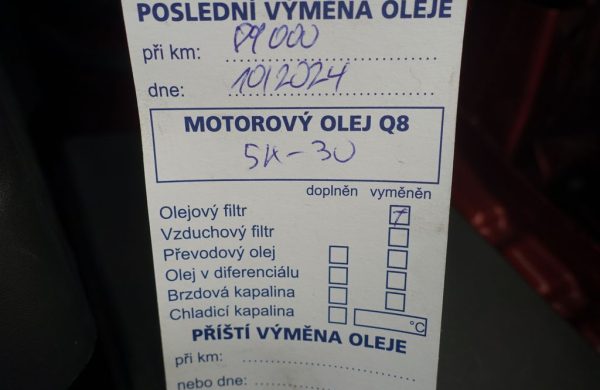 POSLEDNÍ VÝMĚNA OLEJE
při km: 89000
dne: 10/2024
MOTOROVÝ OLEJ Q8
5W-30
doplněn vyměněn
Olejový filtr
Vzduchový filtr
Převodový olej
Olej v diferenciálu
Brzdová kapalina
Chladicí kapalina °C
PŘÍŠTÍ VÝMĚNA OLEJE
při km:
nebo dne: